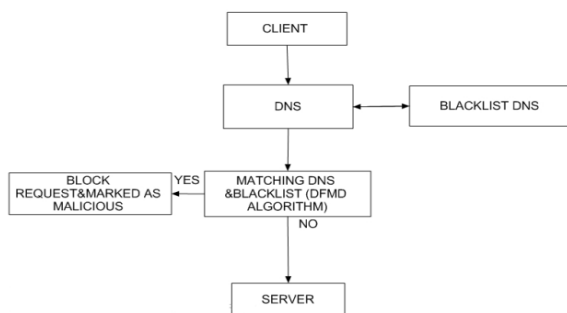 CLIENT
DNS
BLACKLIST DNS
BLOCK
REQUEST&MARKED AS
MALICIOUS
YES
MATCHING DNS
&BLACKLIST (DFMD
ALGORITHM)
NO
SERVER